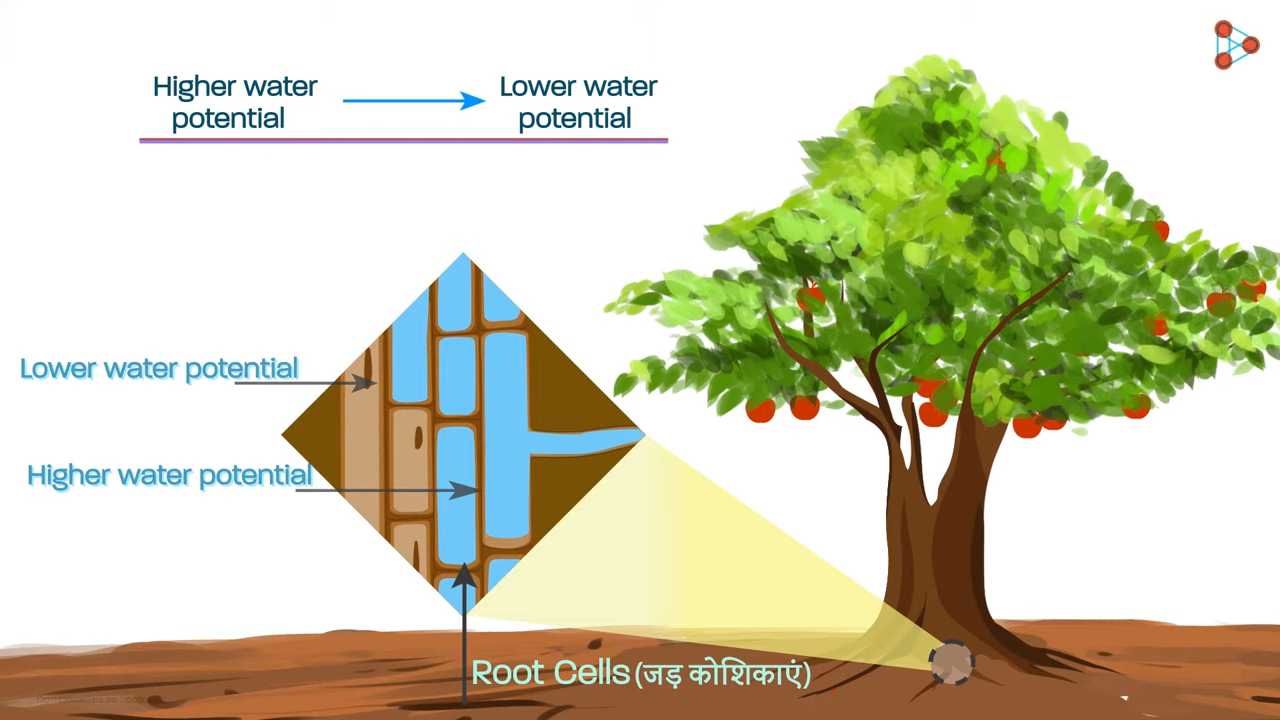 Higher water
potential
Lower water
potential
Lower water potential
Higher water potential
Root Cells (जड़ कोशिकाएं)